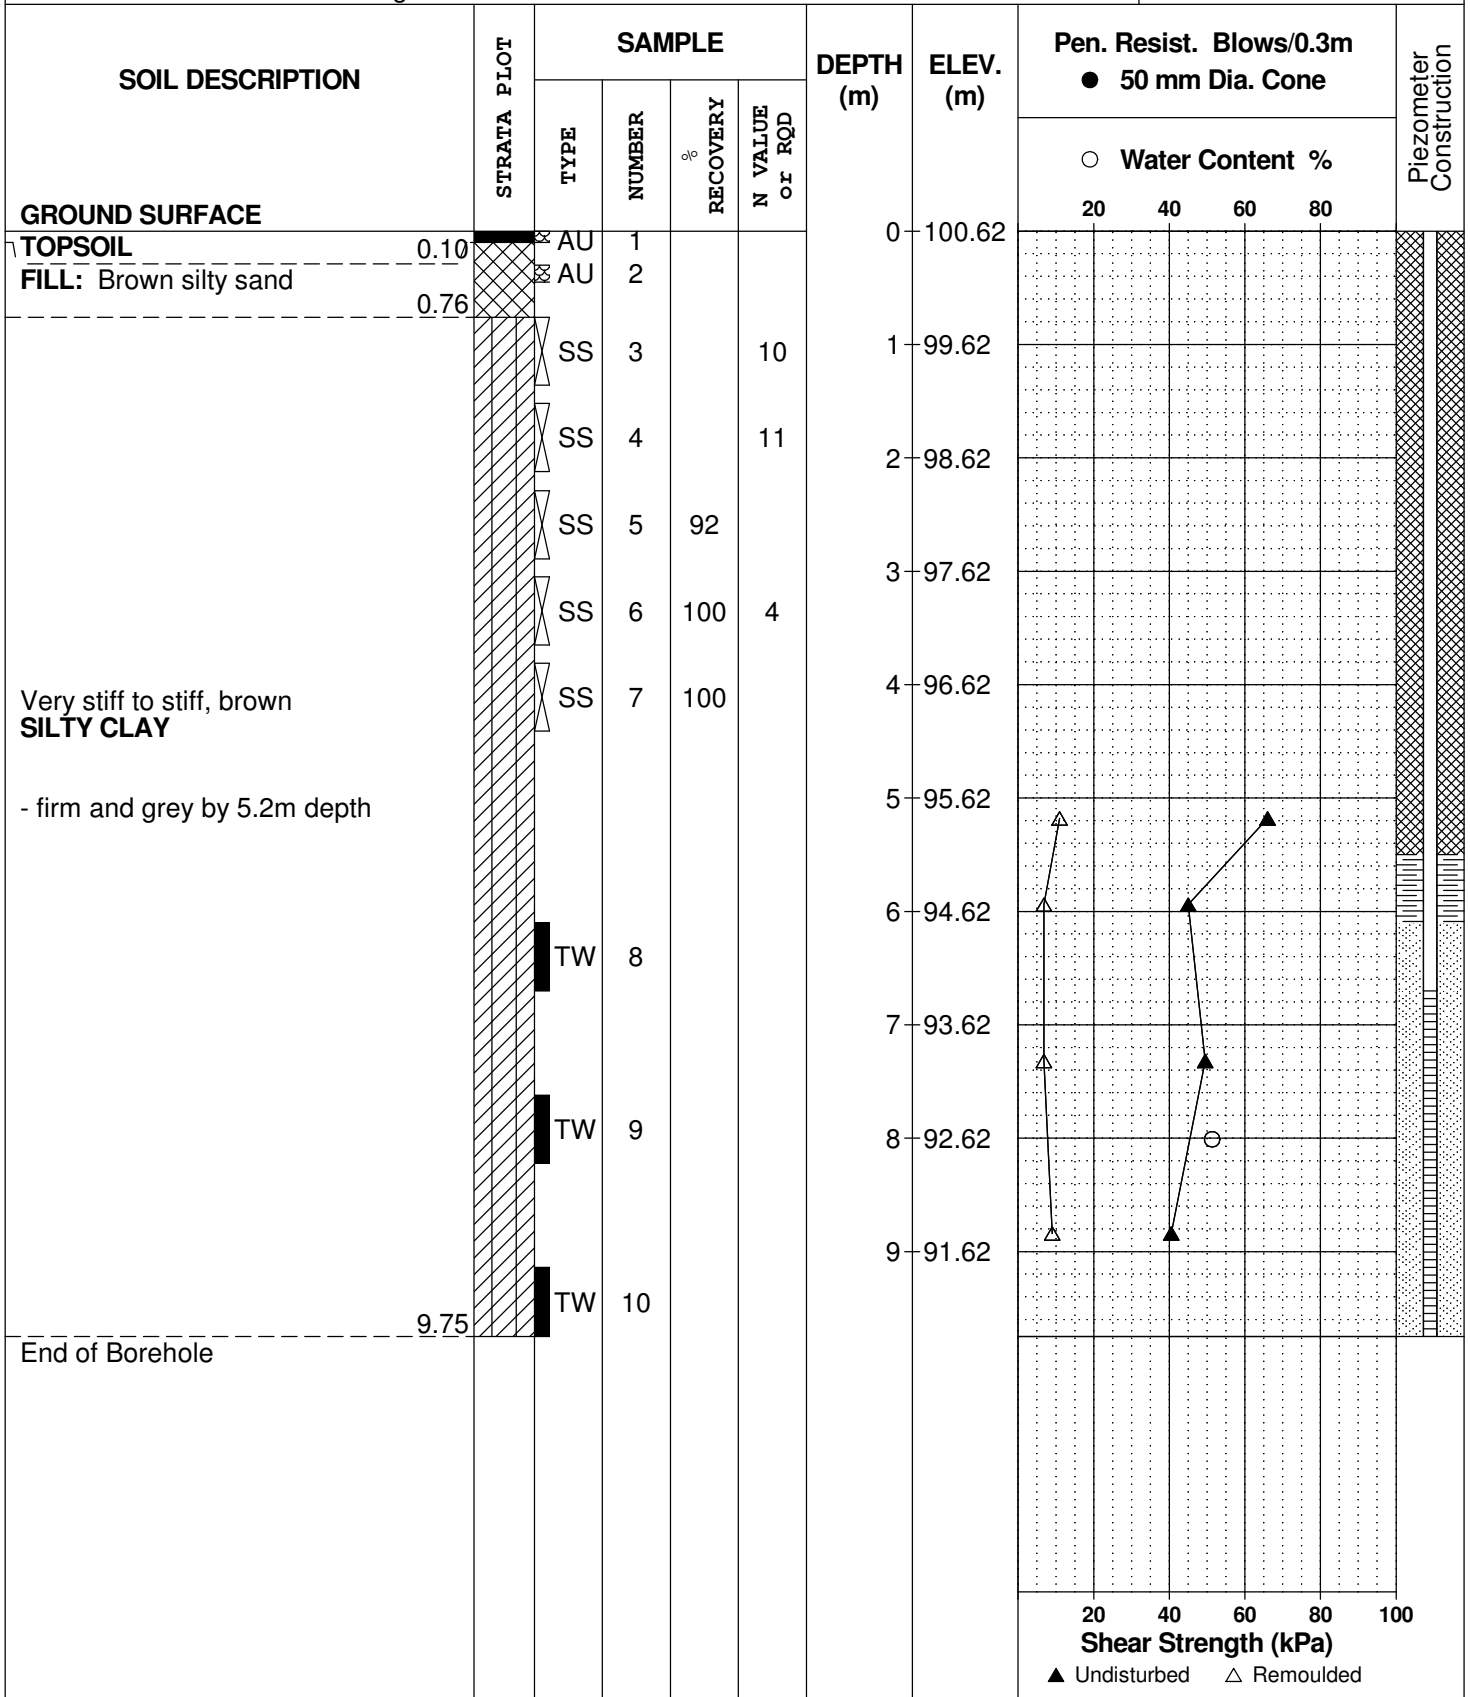 SOIL DESCRIPTION
STRATA PLOT
SAMPLE
TYPE
NUMBER
% RECOVERY
N VALUE or RQD
DEPTH (m)
ELEV. (m)
Pen. Resist. Blows/0.3m
● 50 mm Dia. Cone
○ Water Content %
20 40 60 80
Piezometer Construction
GROUND SURFACE
0 100.62
TOPSOIL 0.10
AU 1
FILL: Brown silty sand
AU 2
0.76
SS 3 10
1 99.62
SS 4 11
2 98.62
SS 5 92
3 97.62
SS 6 100 4
4 96.62
Very stiff to stiff, brown
SILTY CLAY
SS 7 100
- firm and grey by 5.2m depth
5 95.62
6 94.62
TW 8
7 93.62
TW 9
8 92.62
9 91.62
TW 10
9.75
End of Borehole
20 40 60 80 100
Shear Strength (kPa)
▲ Undisturbed △ Remoulded